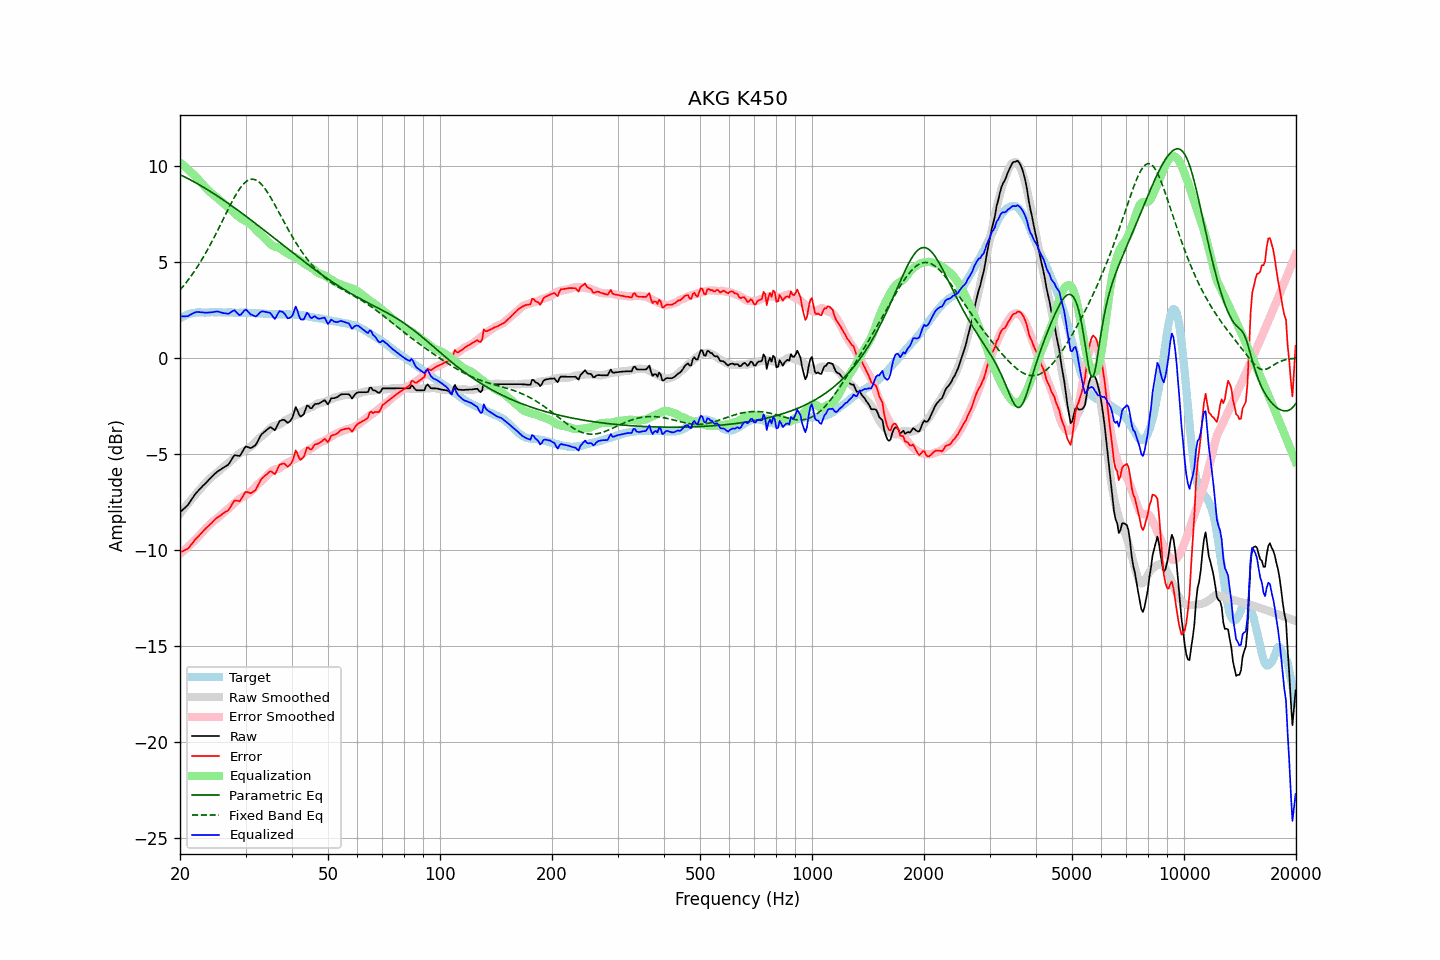 AKG K450
10
5
0
−5
−10
−15
−20
−25
Amplitude (dBr)
Target
Raw Smoothed
Error Smoothed
Raw
Error
Equalization
Parametric Eq
Fixed Band Eq
Equalized
20 50 100 200 500 1000 2000 5000 10000 20000
Frequency (Hz)